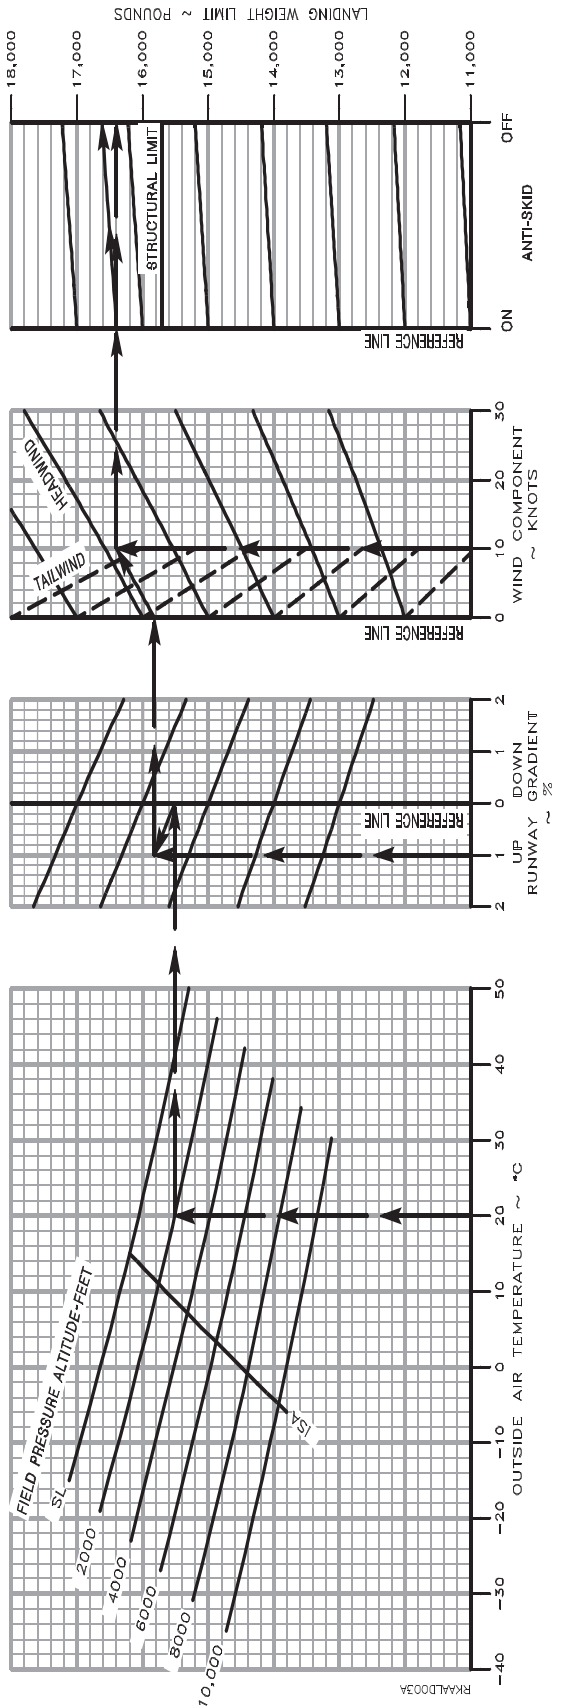 LANDING WEIGHT LIMIT ~ POUNDS
18,000
17,000
16,000
15,000
14,000
13,000
12,000
11,000
FIELD PRESSURE ALTITUDE-FEET
SL
2000
4000
6000
8000
10,000
ISA
-40
-30
-20
-10
0
10
20
30
40
50
OUTSIDE AIR TEMPERATURE ~ °C
RKAALD003A
REFERENCE LINE
2
1
0
1
2
UP DOWN
RUNWAY GRADIENT
~ %
TAILWIND
HEADWIND
REFERENCE LINE
0
10
20
30
WIND COMPONENT
~ KNOTS
STRUCTURAL LIMIT
REFERENCE LINE
ON
OFF
ANTI-SKID